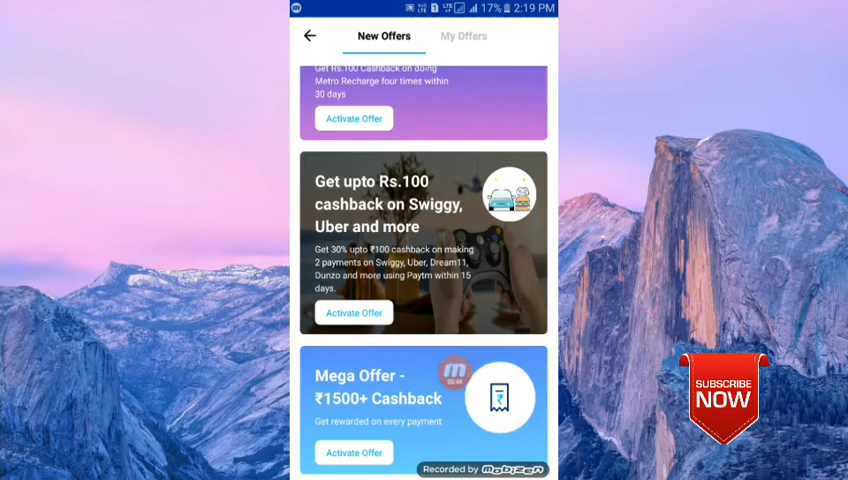 17% 2:19 PM
New Offers My Offers
Get Rs.100 Cashback on doing
Metro Recharge four times within
30 days
Activate Offer
Get upto Rs.100
cashback on Swiggy,
Uber and more
Get 30% upto ₹100 cashback on making
2 payments on Swiggy, Uber, Dream11,
Dunzo and more using Paytm within 15
days.
Activate Offer
Mega Offer -
₹1500+ Cashback
Get rewarded on every payment
Activate Offer
Recorded by MOBIZEN
SUBSCRIBE
NOW